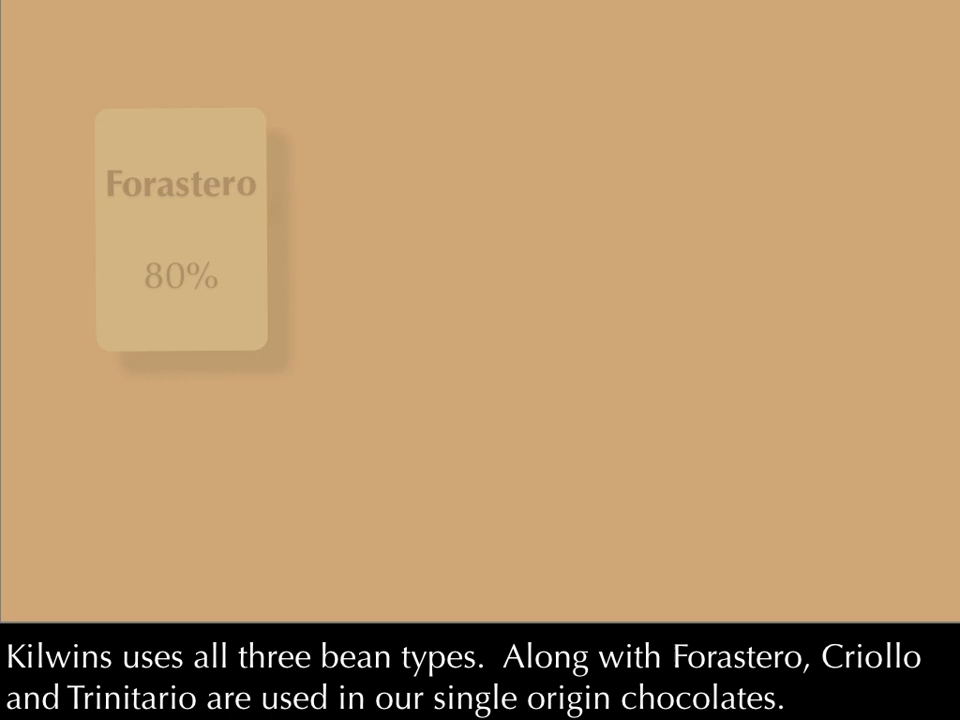 Forastero
80%
Kilwins uses all three bean types.  Along with Forastero, Criollo
and Trinitario are used in our single origin chocolates.